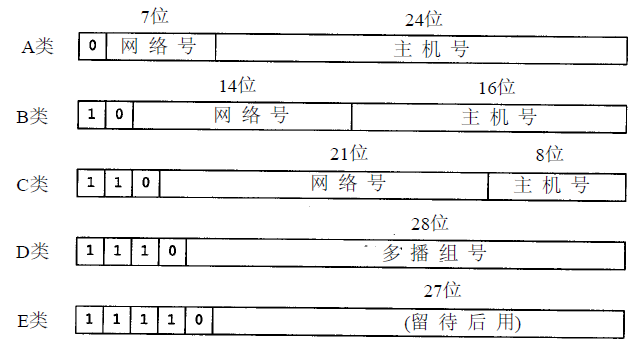 7位 24位
A类 0 网络号 主机号
14位 16位
B类 1 0 网络号 主机号
21位 8位
C类 1 1 0 网络号 主机号
28位
D类 1 1 1 0 多播组号
27位
E类 1 1 1 1 0 (留待后用)